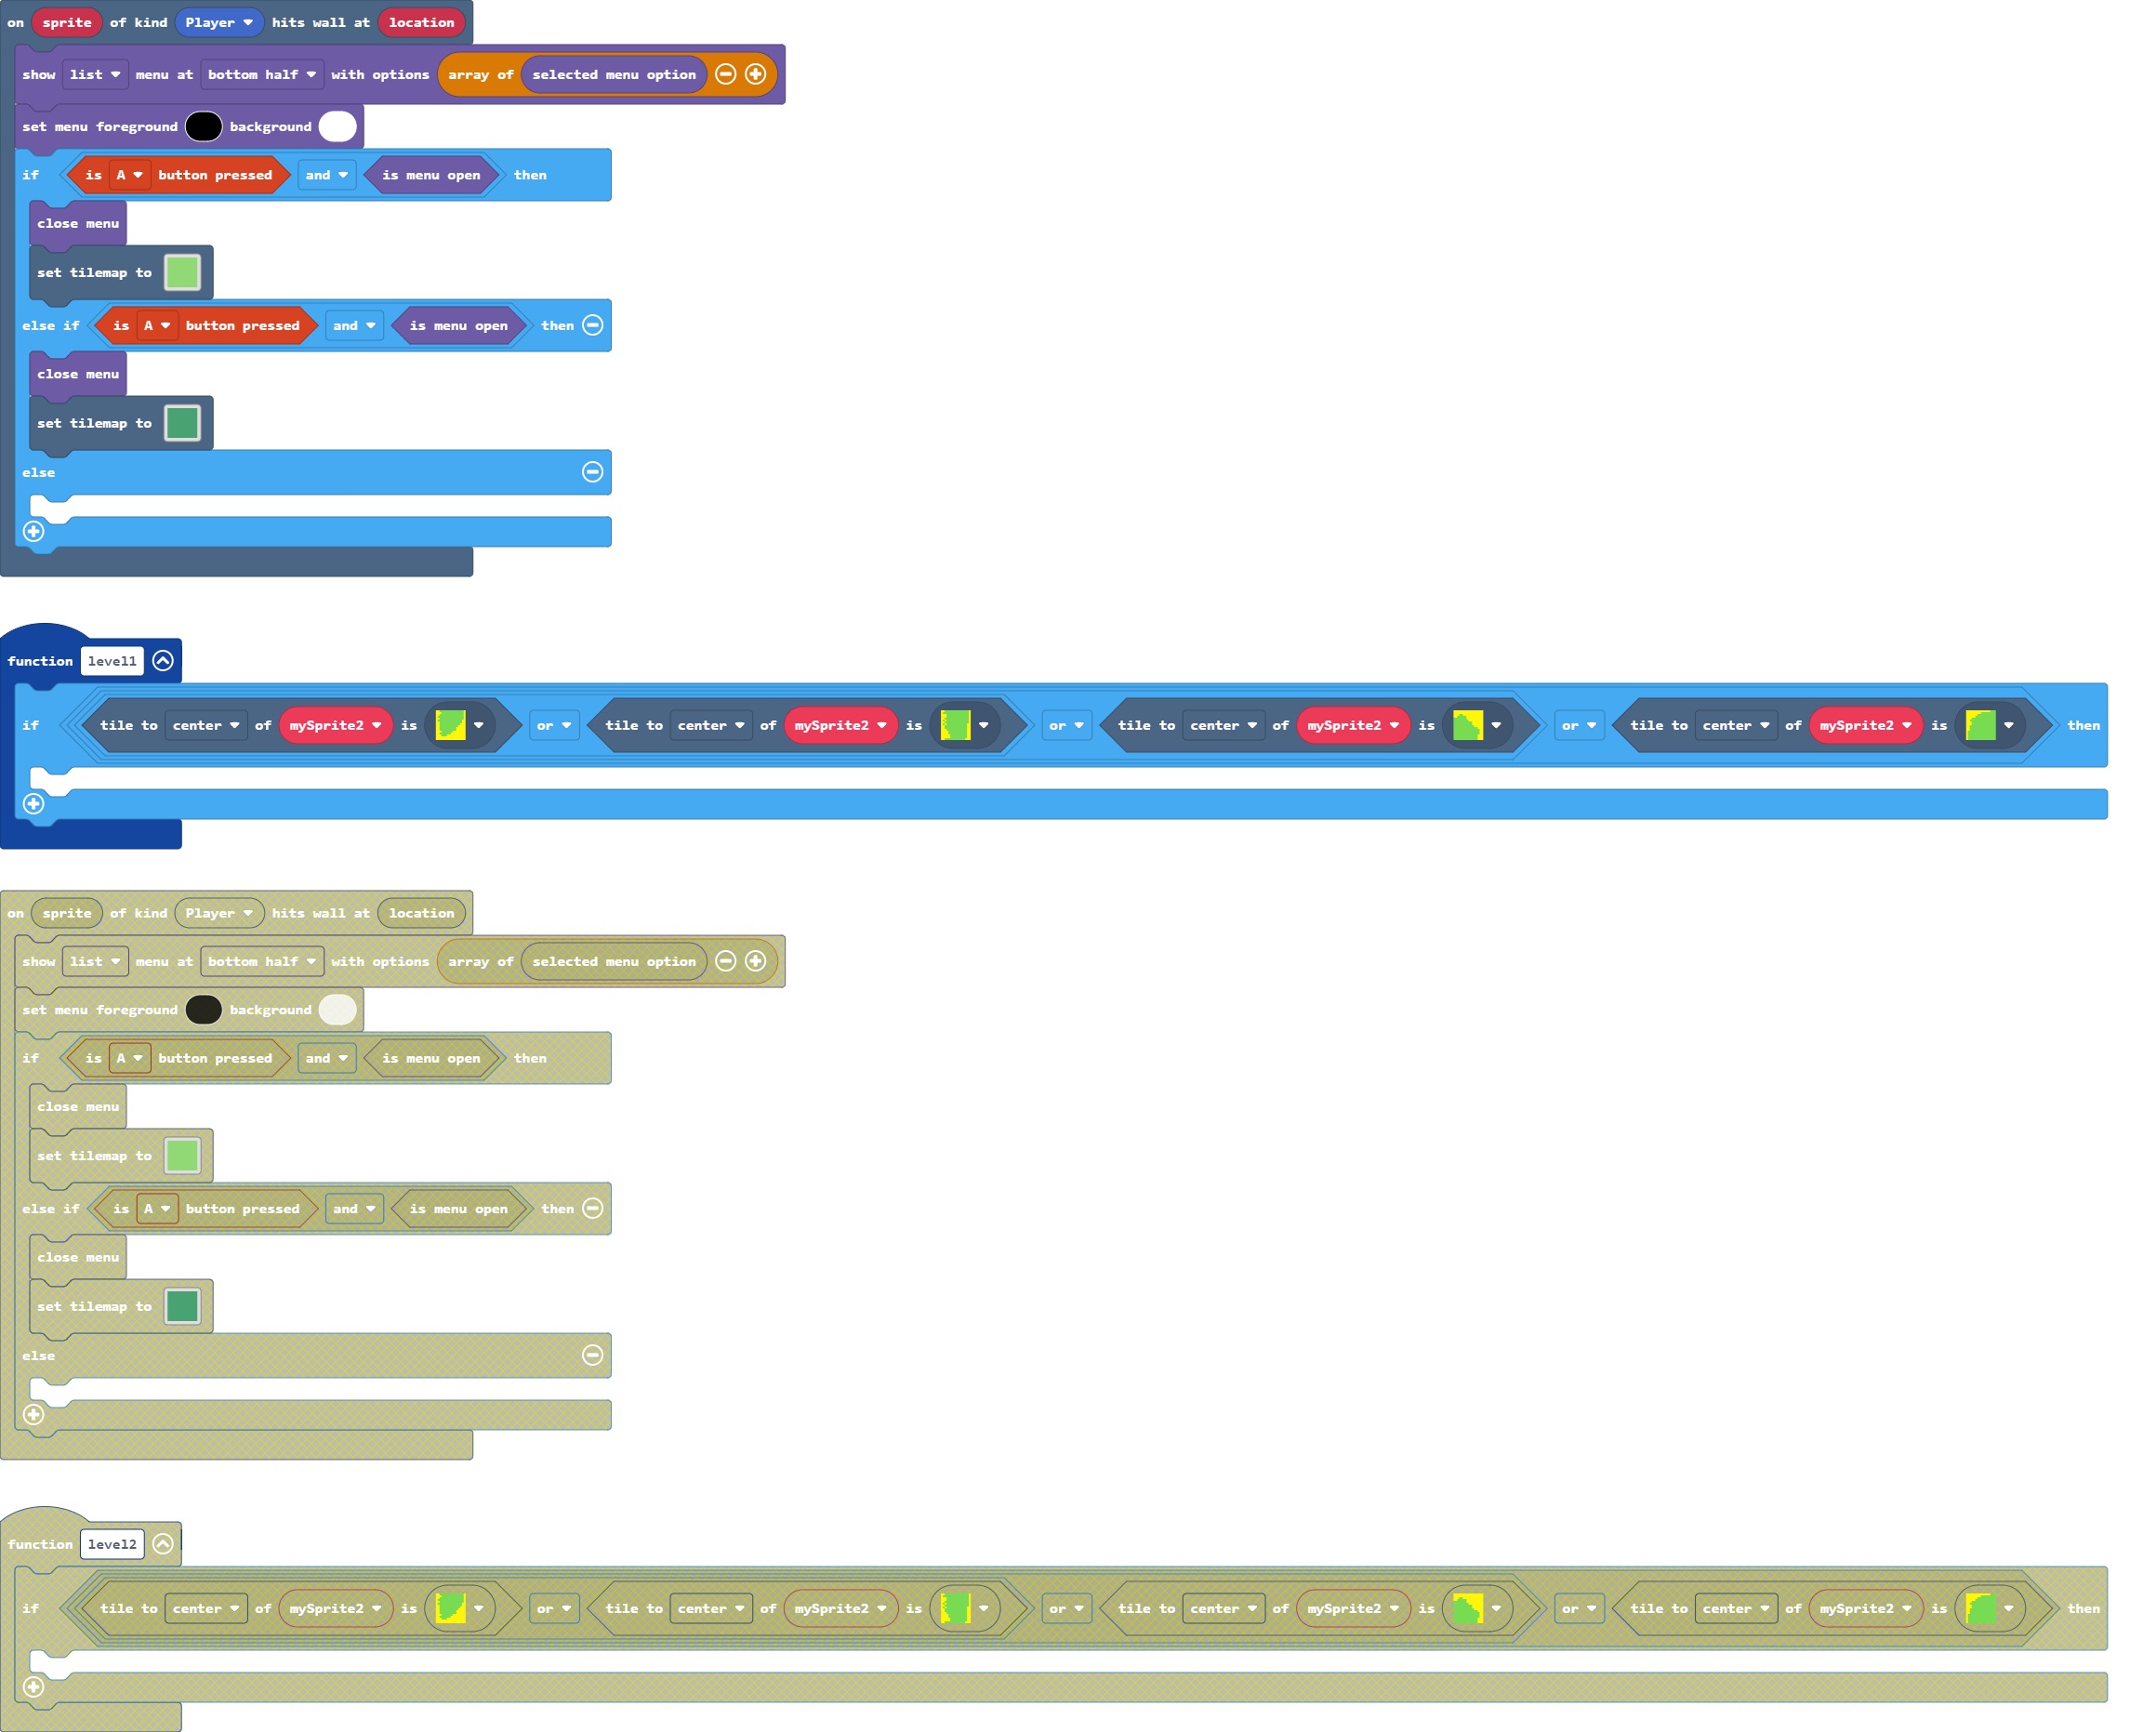 on sprite of kind Player hits wall at location
show list menu at bottom half with options array of selected menu option
set menu foreground background
if is A button pressed and is menu open then
close menu
set tilemap to
else if is A button pressed and is menu open then
close menu
set tilemap to
else
function level1
if tile to center of mySprite2 is or tile to center of mySprite2 is or tile to center of mySprite2 is or tile to center of mySprite2 is then
on sprite of kind Player hits wall at location
show list menu at bottom half with options array of selected menu option
set menu foreground background
if is A button pressed and is menu open then
close menu
set tilemap to
else if is A button pressed and is menu open then
close menu
set tilemap to
else
function level2
if tile to center of mySprite2 is or tile to center of mySprite2 is or tile to center of mySprite2 is or tile to center of mySprite2 is then